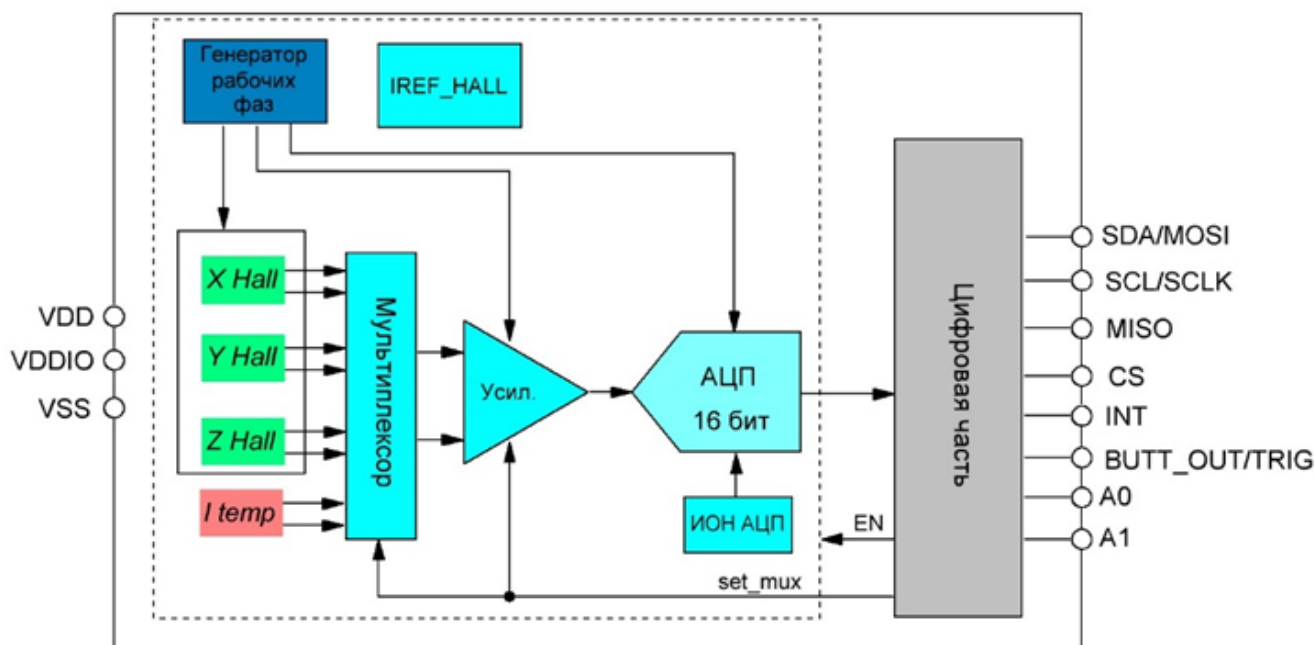 Генератор
рабочих
фаз
IREF_HALL
X Hall
Y Hall
Z Hall
I temp
Мультиплексор
Усил.
АЦП
16 бит
ИОН АЦП
EN
set_mux
Цифровая часть
VDD
VDDIO
VSS
SDA/MOSI
SCL/SCLK
MISO
CS
INT
BUTT_OUT/TRIG
A0
A1